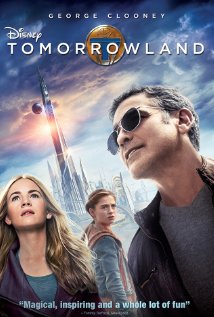 GEORGE CLOONEY
Disney
TOMORROWLAND
T
"Magical, inspiring and a whole lot of fun"